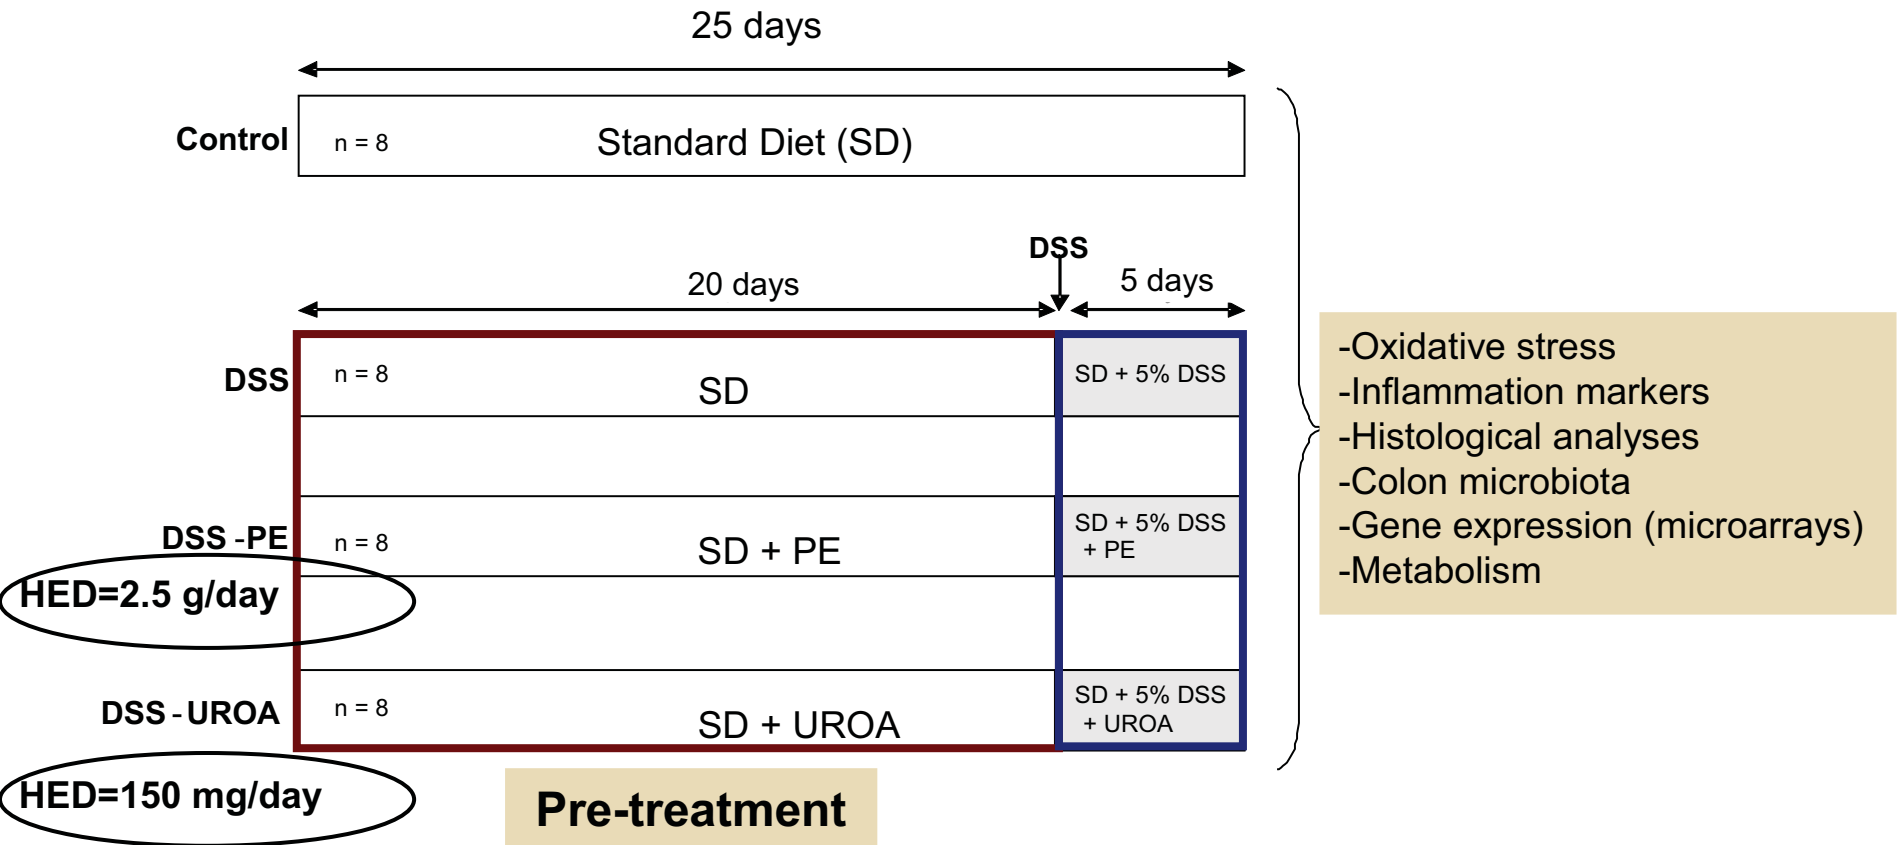 25 days
Control
n = 8
Standard Diet (SD)
DSS
20 days
5 days
DSS
n = 8
SD
SD + 5% DSS
DSS-PE
n = 8
SD + PE
SD + 5% DSS
+ PE
HED=2.5 g/day
DSS-UROA
n = 8
SD + UROA
SD + 5% DSS
+ UROA
HED=150 mg/day
Pre-treatment
-Oxidative stress
-Inflammation markers
-Histological analyses
-Colon microbiota
-Gene expression (microarrays)
-Metabolism